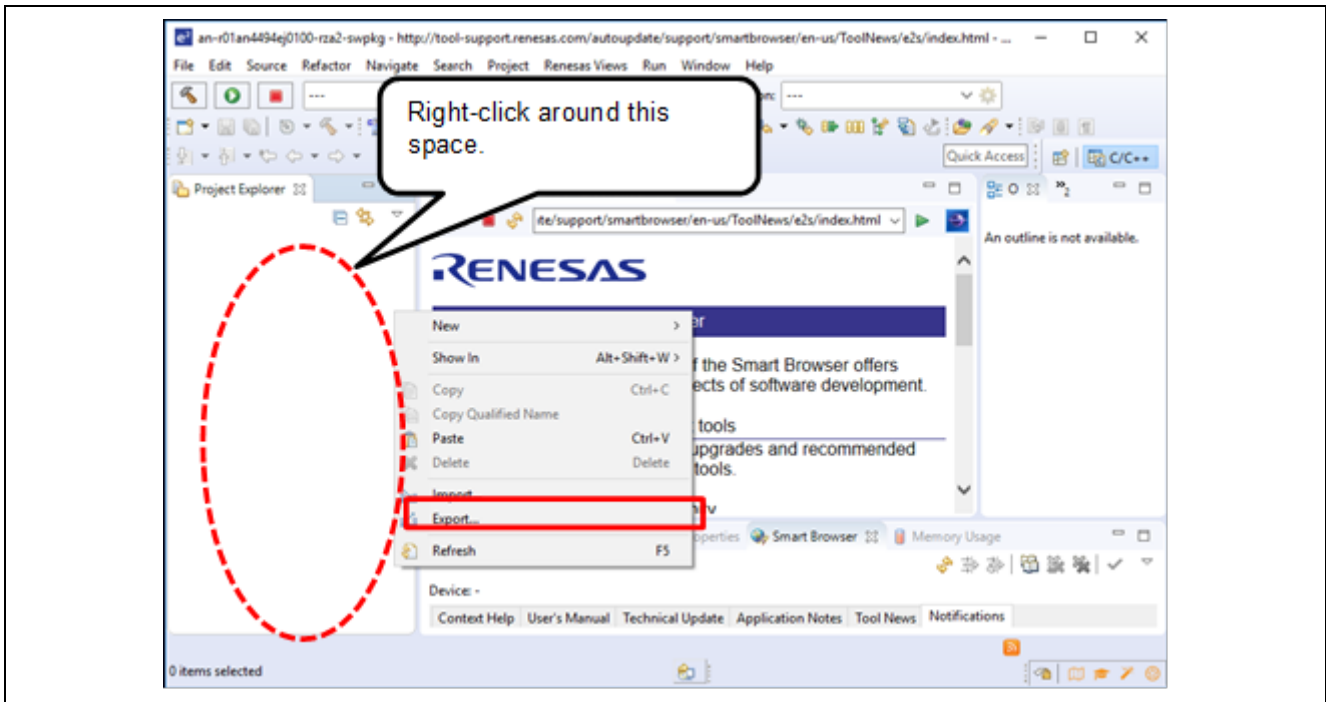 an-r01an4494ej0100-rza2-swpkg - http://tool-support.renesas.com/autoupdate/support/smartbrowser/en-us/ToolNews/e2s/index.html - ...
File Edit Source Refactor Navigate Search Project Renesas Views Run Window Help
---
on: ---
Right-click around this
space.
Quick Access
C/C++
Project Explorer
O
2
ite/support/smartbrowser/en-us/ToolNews/e2s/index.html
An outline is not available.
RENESAS
er
New
Show In Alt+Shift+W >
f the Smart Browser offers
ects of software development.
Copy Ctrl+C
Copy Qualified Name
tools
Paste Ctrl+V
upgrades and recommended
Delete Delete
tools.
Import...
Export...
operties Smart Browser Memory Usage
Refresh F5
Device: -
Context Help User's Manual Technical Update Application Notes Tool News Notifications
0 items selected